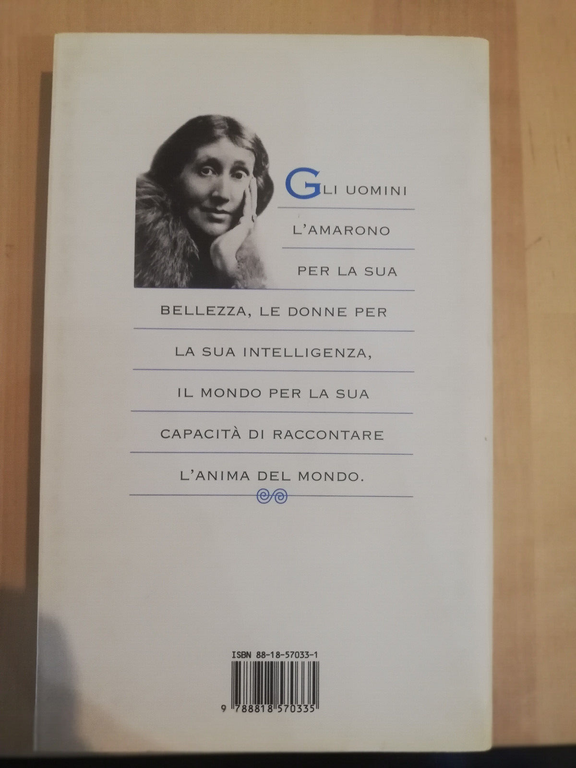 GLI UOMINI
L'AMARONO
PER LA SUA
BELLEZZA, LE DONNE PER
LA SUA INTELLIGENZA,
IL MONDO PER LA SUA
CAPACITÀ DI RACCONTARE
L'ANIMA DEL MONDO.
ISBN 88-18-57033-1
9 788818 570335